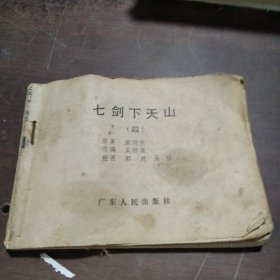 七剑下天山
（四）
原著 梁羽生
改编 吴
绘画
广东人民出版社